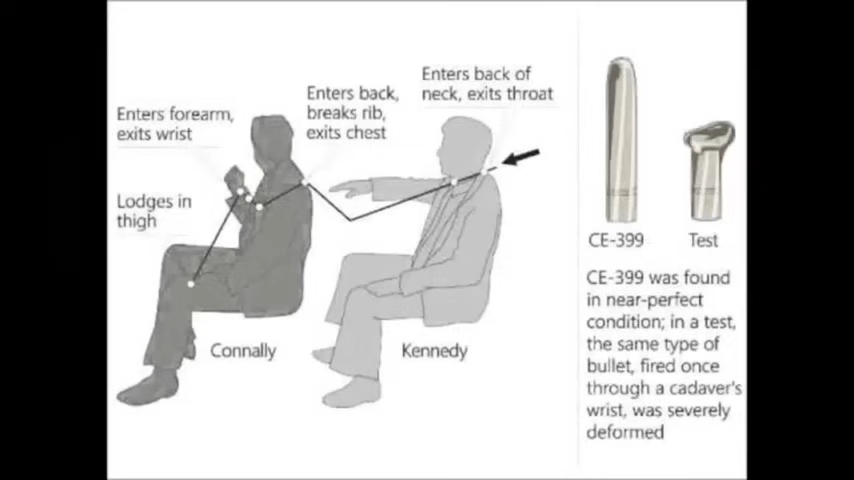 Enters back of
neck, exits throat
Enters back,
breaks rib,
exits chest
Enters forearm,
exits wrist
Lodges in
thigh
Connally
Kennedy
CE-399
Test
CE-399 was found
in near-perfect
condition; in a test,
the same type of
bullet, fired once
through a cadaver's
wrist, was severely
deformed